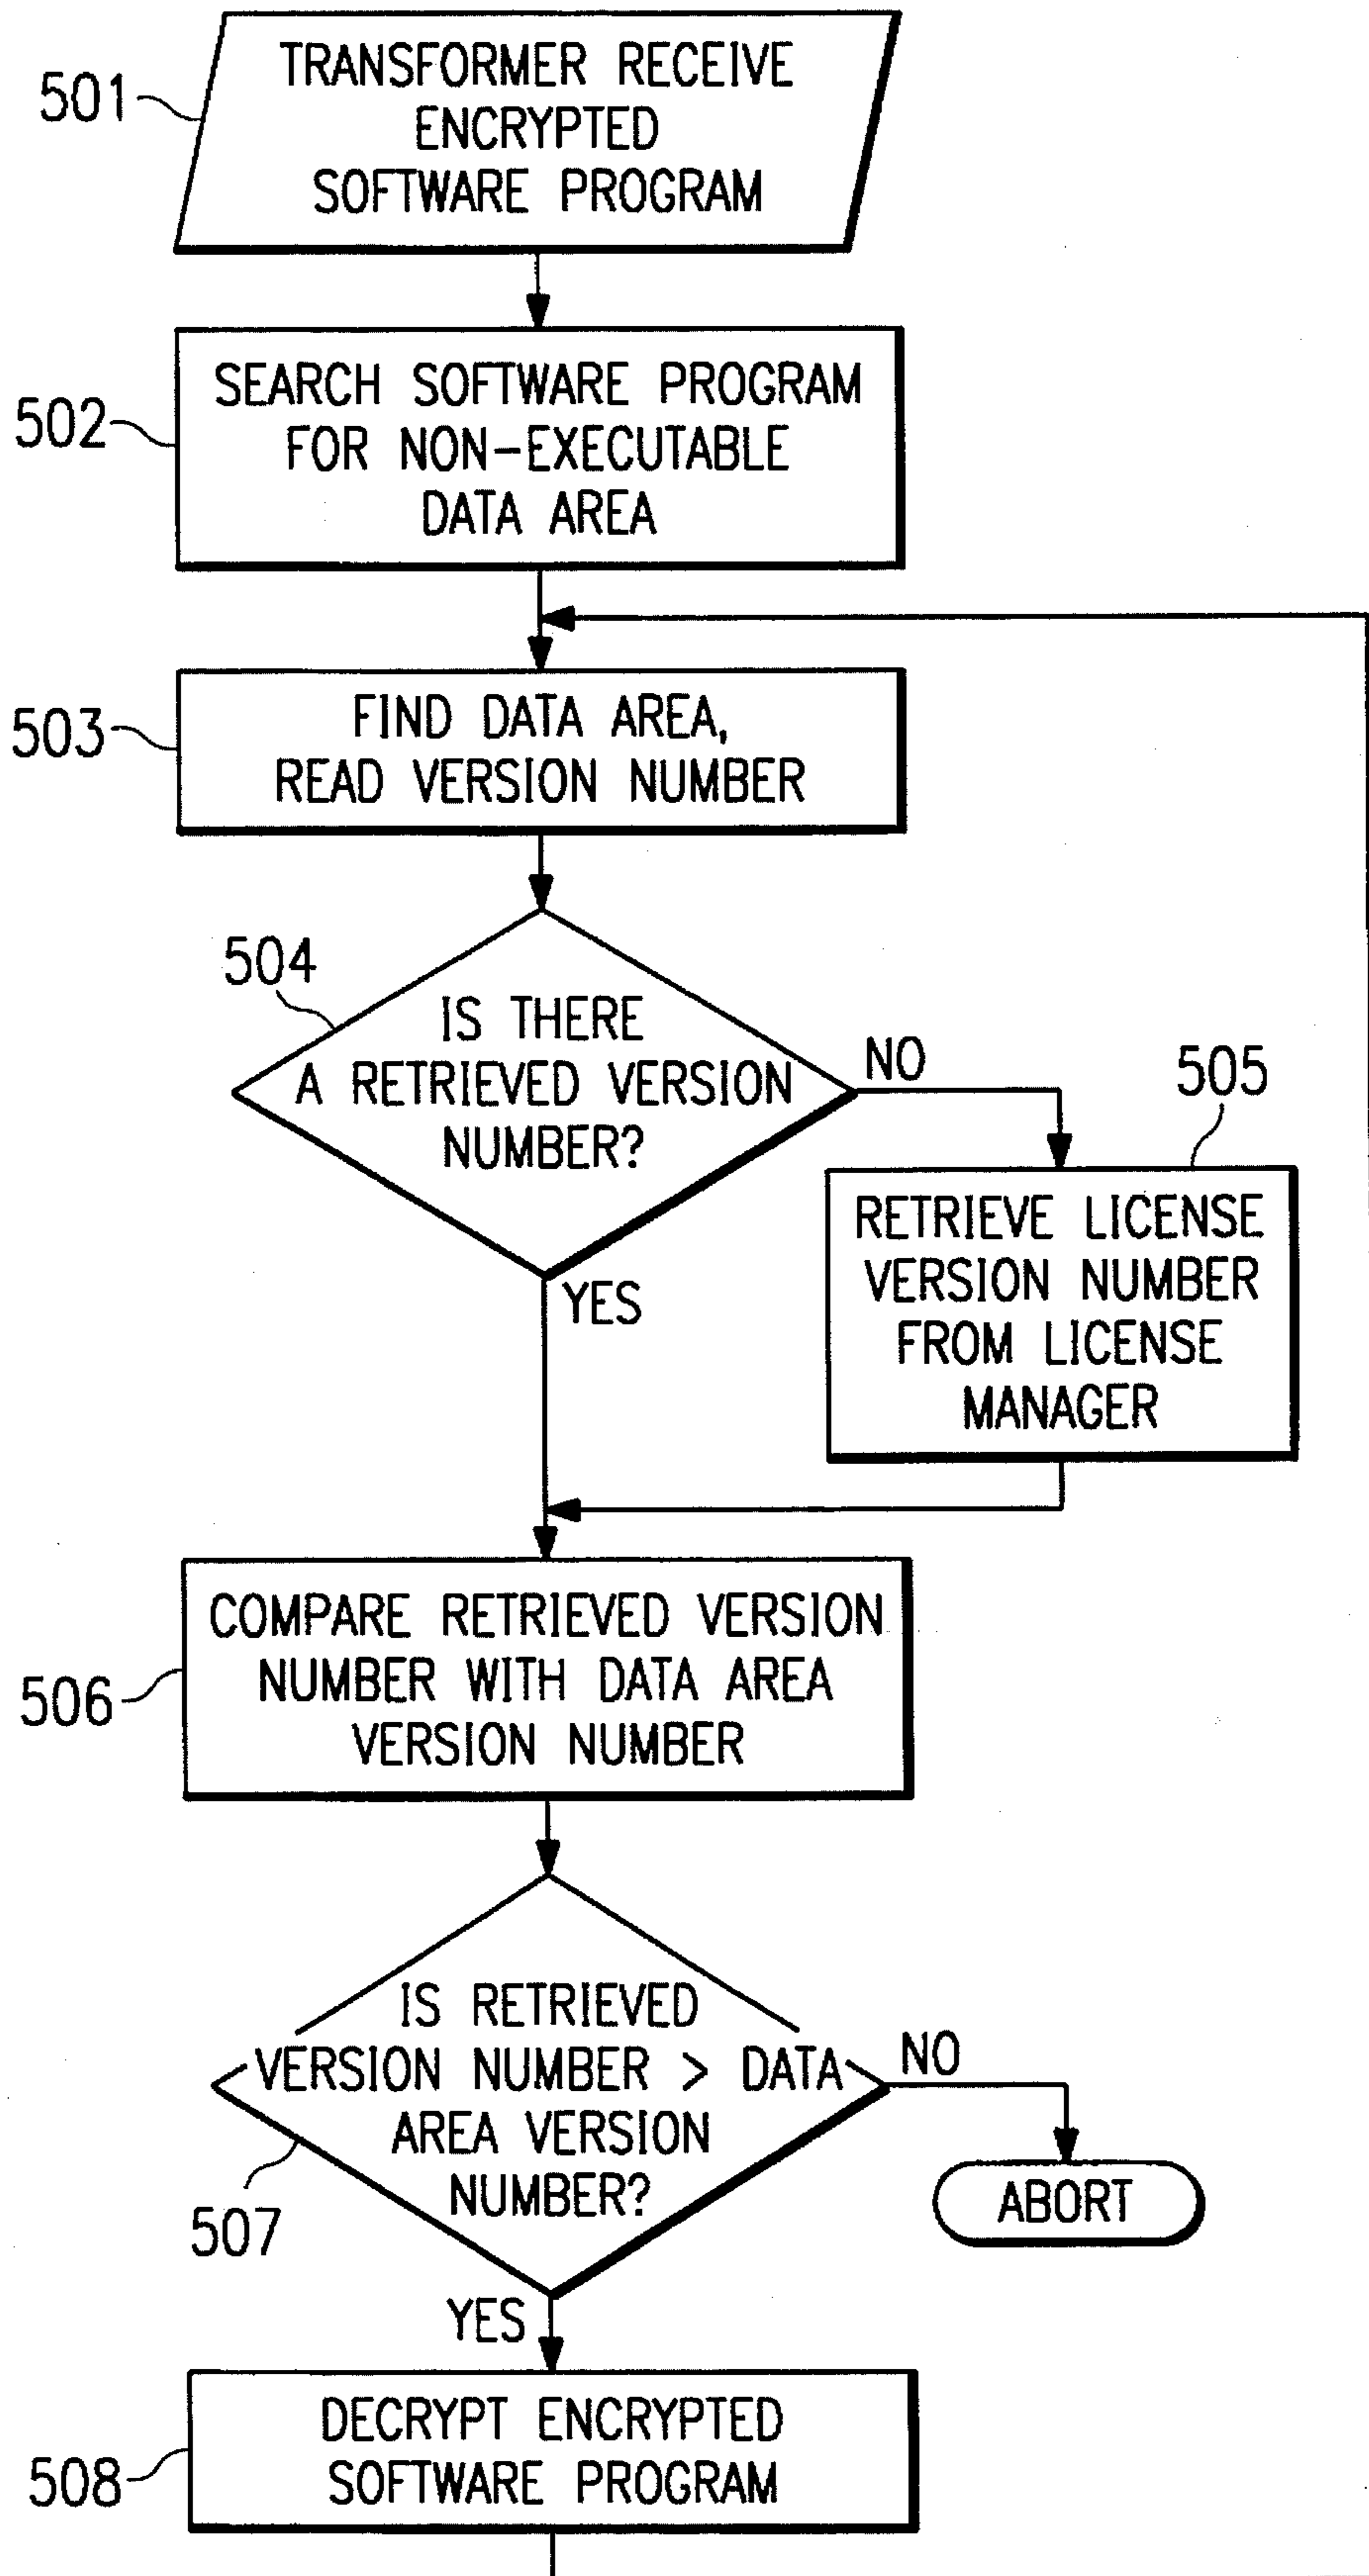 501
TRANSFORMER RECEIVE
ENCRYPTED
SOFTWARE PROGRAM
502
SEARCH SOFTWARE PROGRAM
FOR NON-EXECUTABLE
DATA AREA
503
FIND DATA AREA,
READ VERSION NUMBER
504
IS THERE
A RETRIEVED VERSION
NUMBER?
NO
YES
505
RETRIEVE LICENSE
VERSION NUMBER
FROM LICENSE
MANAGER
506
COMPARE RETRIEVED VERSION
NUMBER WITH DATA AREA
VERSION NUMBER
507
IS RETRIEVED
VERSION NUMBER > DATA
AREA VERSION
NUMBER?
NO
ABORT
YES
508
DECRYPT ENCRYPTED
SOFTWARE PROGRAM